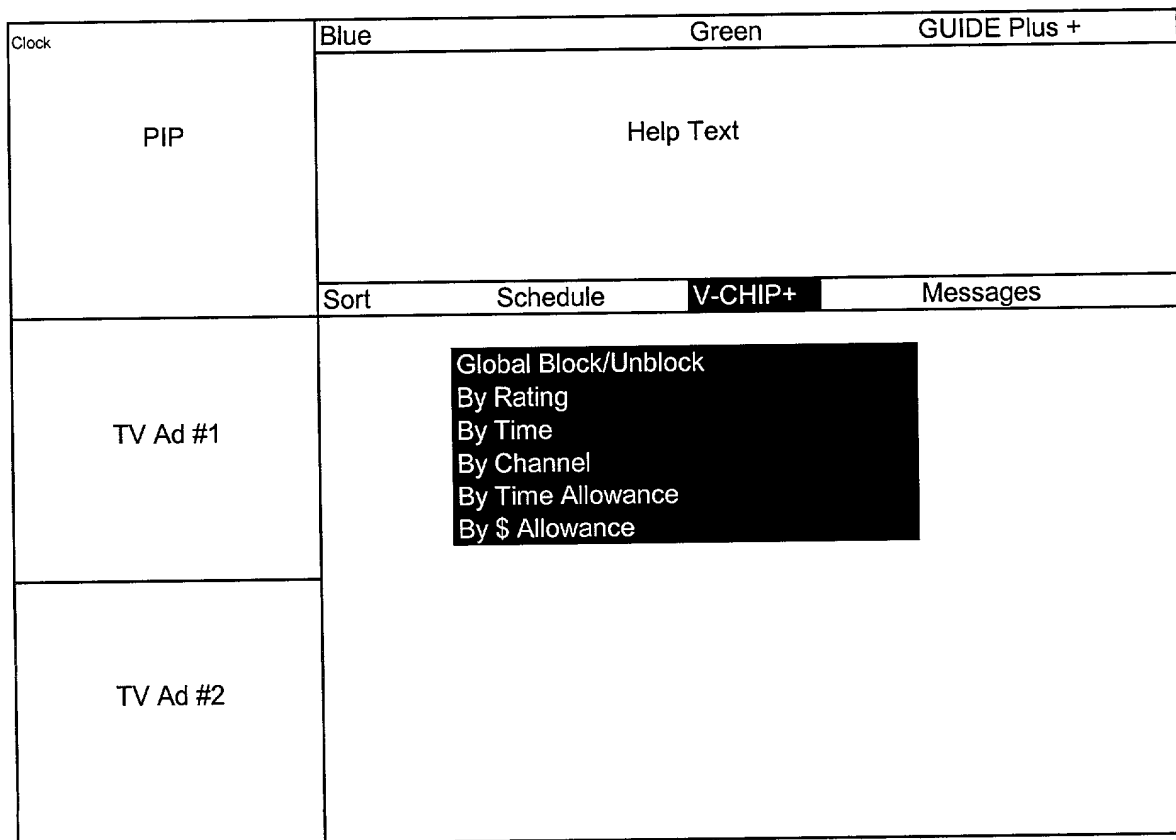 Clock
Blue Green GUIDE Plus +
PIP
Help Text
Sort Schedule V-CHIP+ Messages
TV Ad #1
Global Block/Unblock
By Rating
By Time
By Channel
By Time Allowance
By $ Allowance
TV Ad #2